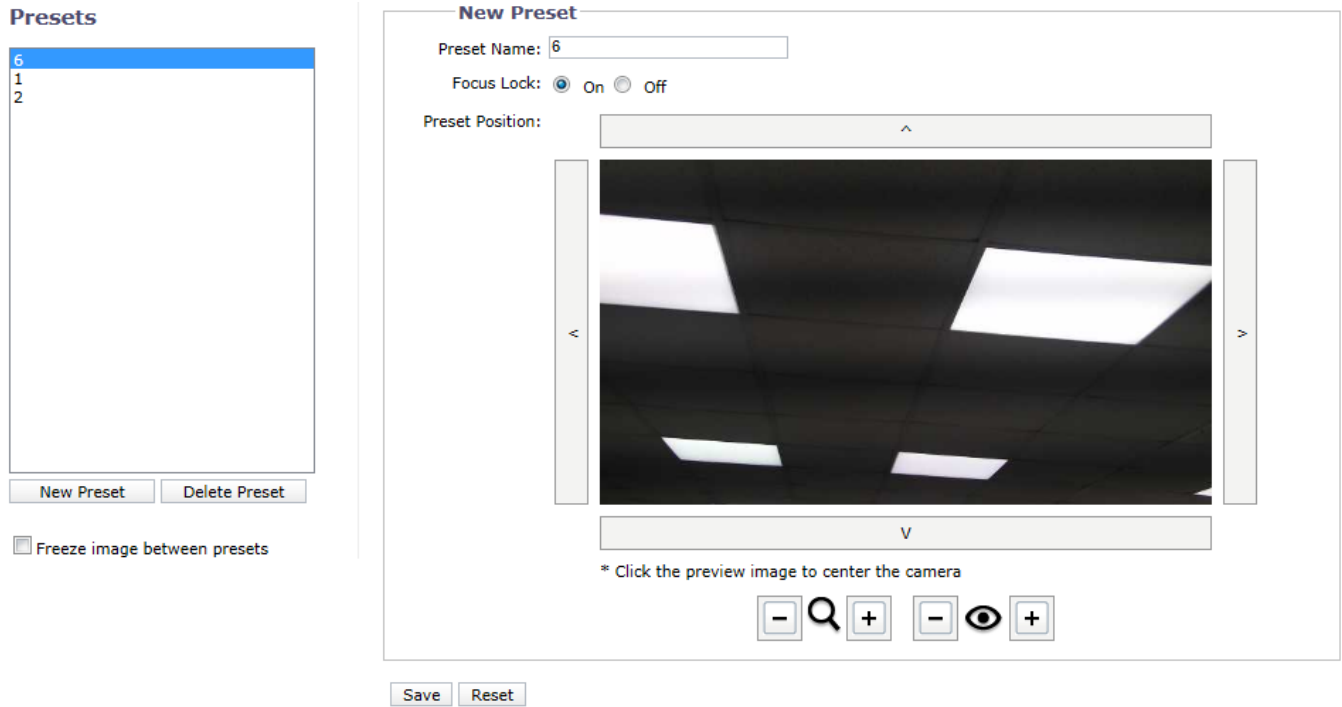 Presets
6
1
2
New Preset Delete Preset
Freeze image between presets
New Preset
Preset Name: 6
Focus Lock: On Off
Preset Position:
^
<
>
V
* Click the preview image to center the camera
- + - +
Save Reset